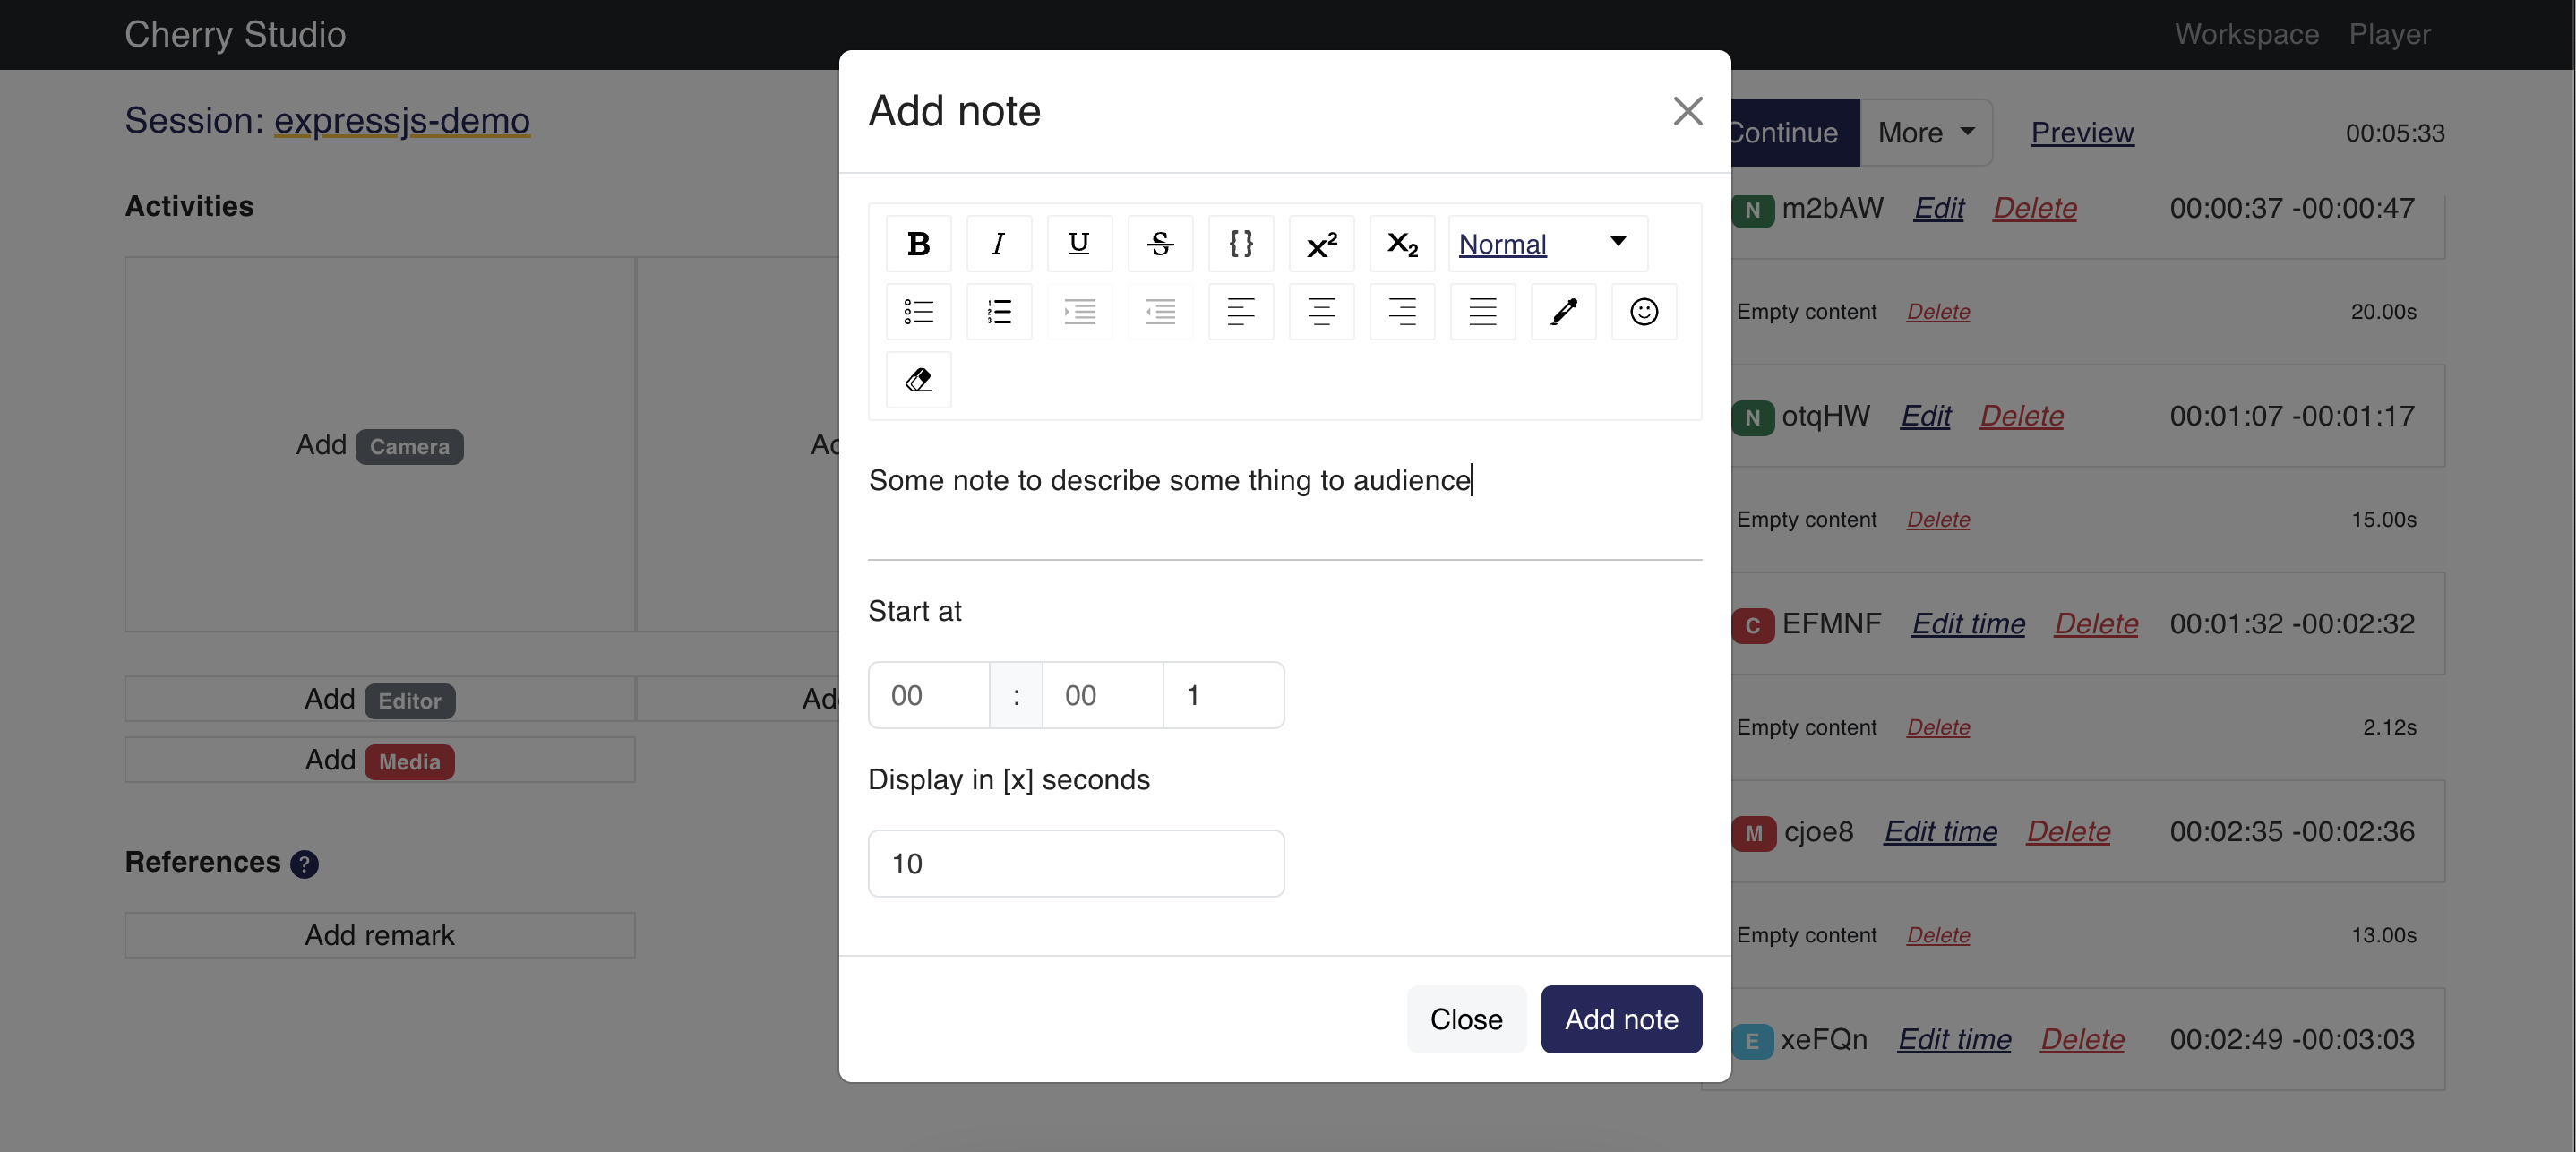 Cherry Studio
Workspace Player
Session: expressjs-demo
Activities
Add Camera
Add Editor
Add Media
References ?
Add remark
Add note
B I U S {} x² X₂ Normal
Some note to describe some thing to audience
Start at
00 : 00 1
Display in [x] seconds
10
Close Add note
Continue More Preview 00:05:33
N m2bAW Edit Delete 00:00:37 -00:00:47
Empty content Delete 20.00s
N otqHW Edit Delete 00:01:07 -00:01:17
Empty content Delete 15.00s
C EFMNF Edit time Delete 00:01:32 -00:02:32
Empty content Delete 2.12s
M cjoe8 Edit time Delete 00:02:35 -00:02:36
Empty content Delete 13.00s
E xeFQn Edit time Delete 00:02:49 -00:03:03